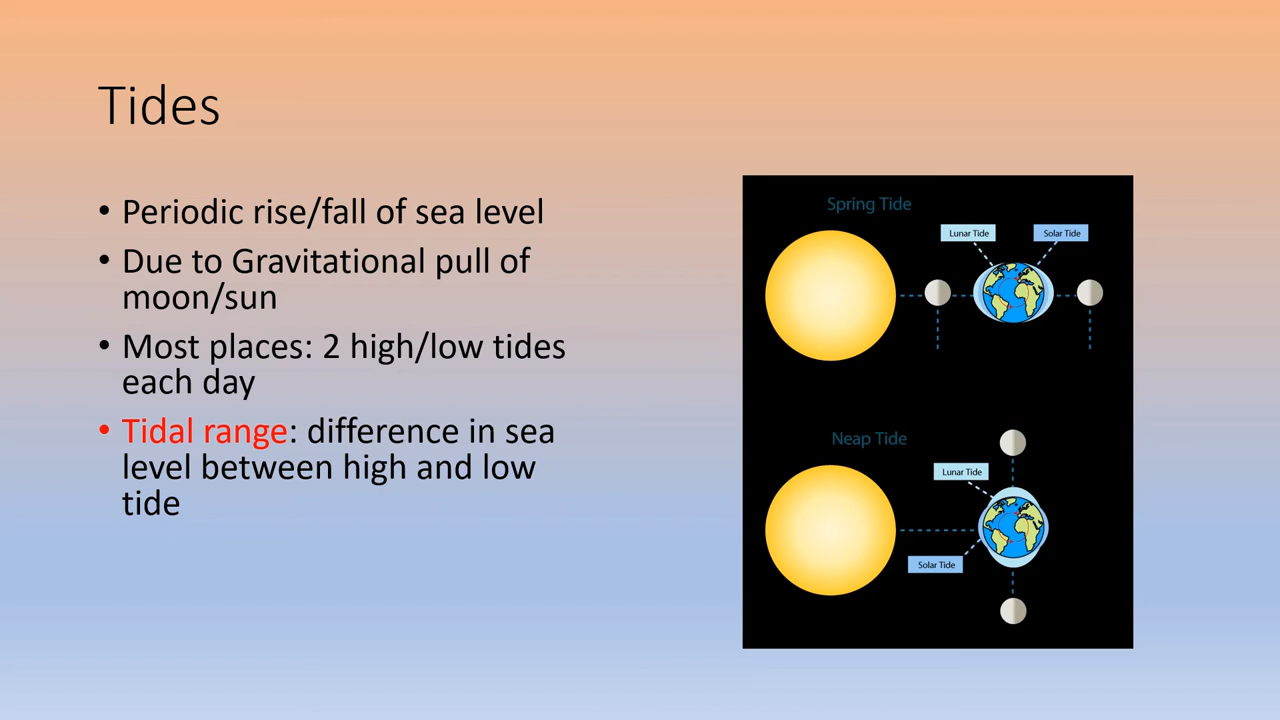 Tides
• Periodic rise/fall of sea level
• Due to Gravitational pull of
moon/sun
• Most places: 2 high/low tides
each day
• Tidal range: difference in sea
level between high and low
tide
Spring Tide
Lunar Tide
Solar Tide
Neap Tide
Lunar Tide
Solar Tide